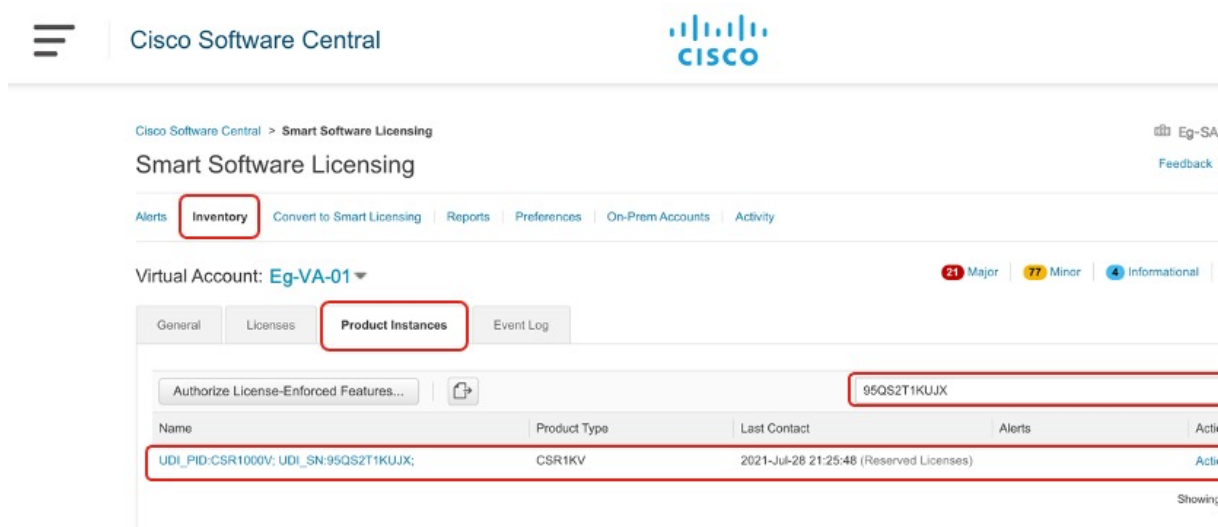 Cisco Software Central
CISCO
Cisco Software Central > Smart Software Licensing
Eg-SA
Smart Software Licensing
Feedback
Alerts Inventory Convert to Smart Licensing Reports Preferences On-Prem Accounts Activity
Virtual Account: Eg-VA-01
21 Major 77 Minor 4 Informational
General Licenses Product Instances Event Log
Authorize License-Enforced Features... 95QS2T1KUJX
Name Product Type Last Contact Alerts Acti
UDI_PID:CSR1000V; UDI_SN:95QS2T1KUJX; CSR1KV 2021-Jul-28 21:25:48 (Reserved Licenses) Acti
Showing